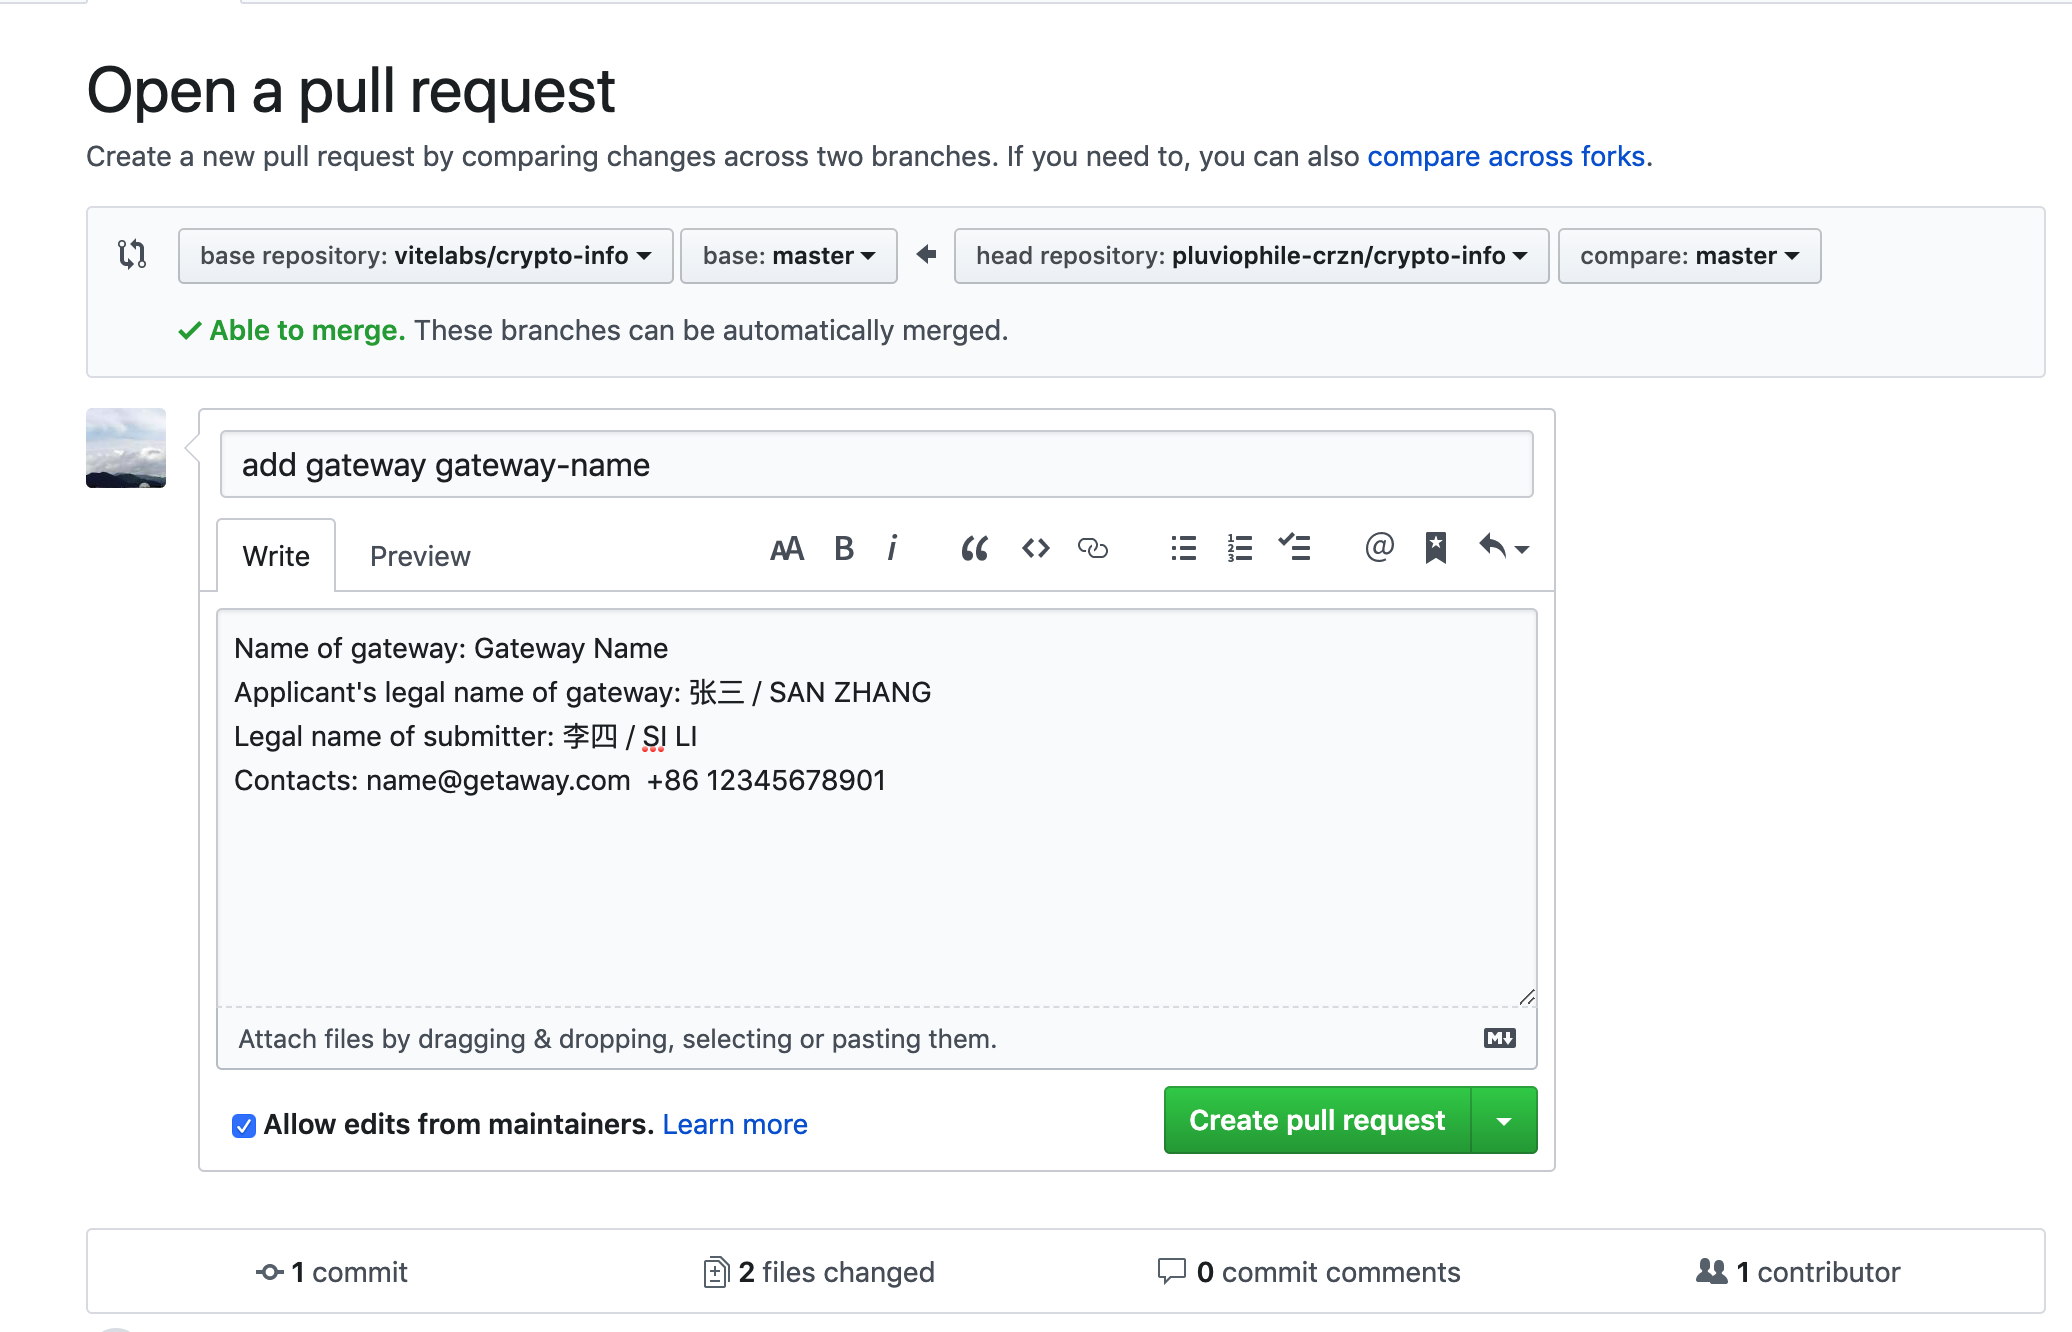 Open a pull request
Create a new pull request by comparing changes across two branches. If you need to, you can also compare across forks.
base repository: vitelabs/crypto-info base: master head repository: pluviophile-crzn/crypto-info compare: master
Able to merge. These branches can be automatically merged.
add gateway gateway-name
Write Preview
Name of gateway: Gateway Name
Applicant's legal name of gateway: 张三 / SAN ZHANG
Legal name of submitter: 李四 / SI LI
Contacts: name@getaway.com +86 12345678901
Attach files by dragging & dropping, selecting or pasting them.
Allow edits from maintainers. Learn more
Create pull request
1 commit 2 files changed 0 commit comments 1 contributor